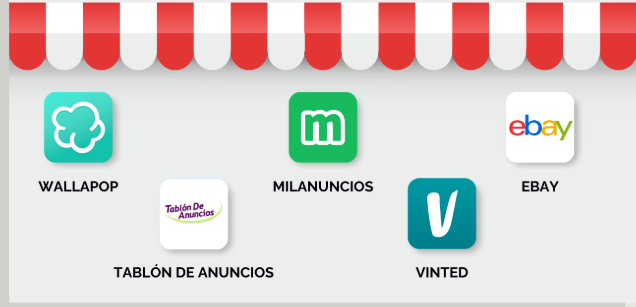 m
ebay
WALLAPOP
MILANUNCIOS
EBAY
Tablón De
Anuncios
V
TABLÓN DE ANUNCIOS
VINTED